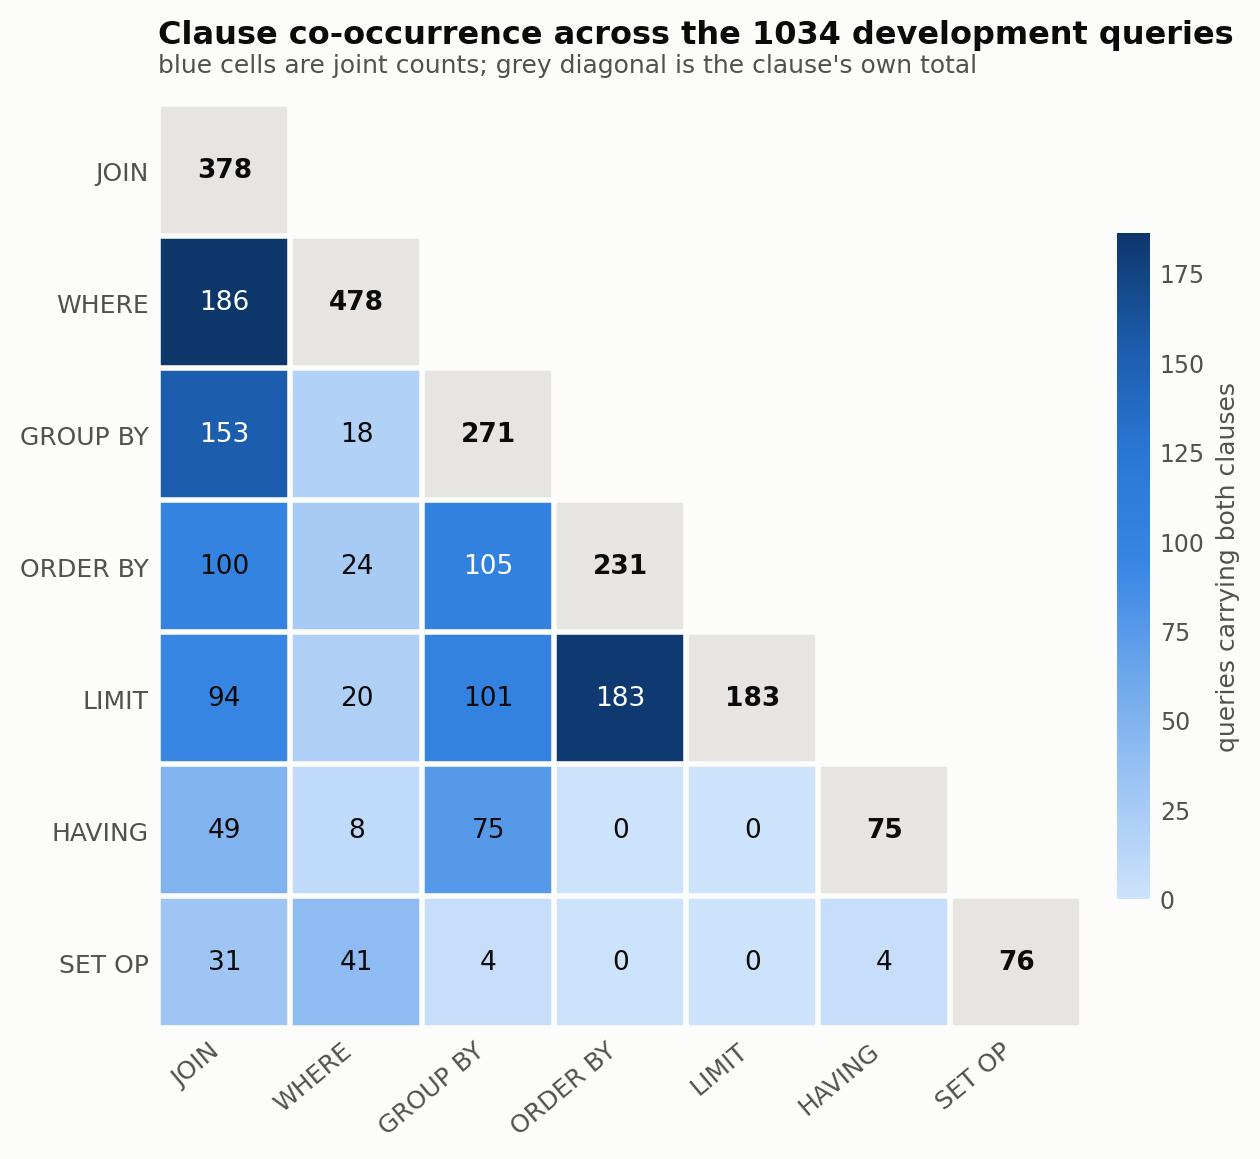 Clause co-occurrence across the 1034 development queries
blue cells are joint counts; grey diagonal is the clause's own total
JOIN 378
WHERE 186 478
GROUP BY 153 18 271
ORDER BY 100 24 105 231
LIMIT 94 20 101 183 183
HAVING 49 8 75 0 0 75
SET OP 31 41 4 0 0 4 76
JOIN WHERE GROUP BY ORDER BY LIMIT HAVING SET OP
175
150
125
100
75
50
25
0
queries carrying both clauses